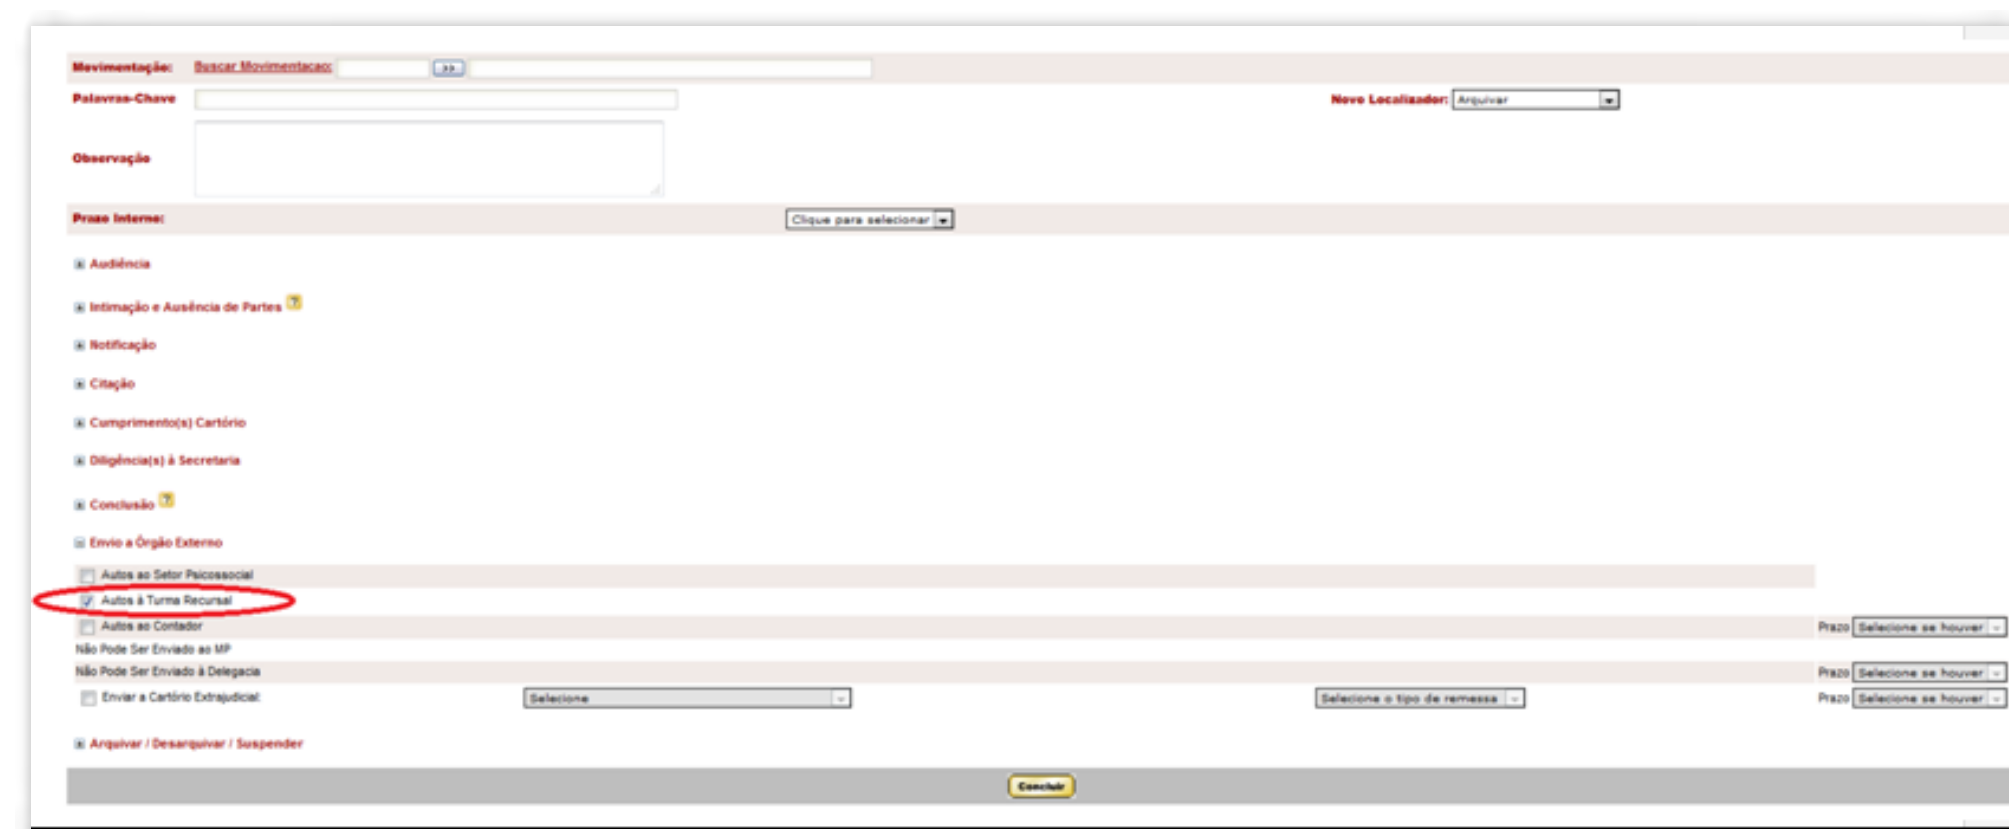 Movimentação: Buscar Movimentacao: >>
Palavras-Chave Novo Localizador: Arquivar
Observação
Prazo Interno: Clique para selecionar
Audiência
Intimação e Ausência de Partes ?
Notificação
Citação
Cumprimento(s) Cartório
Diligência(s) à Secretaria
Conclusão ?
Envio a Órgão Externo
Autos ao Setor Psicossocial
Autos à Turma Recursal
Autos ao Contador Prazo Selecione se houver
Não Pode Ser Enviado ao MP
Não Pode Ser Enviado à Delegacia Prazo Selecione se houver
Enviar a Cartório Extrajudicial: Selecione Selecione o tipo de remessa Prazo Selecione se houver
Arquivar / Desarquivar / Suspender
Concluir